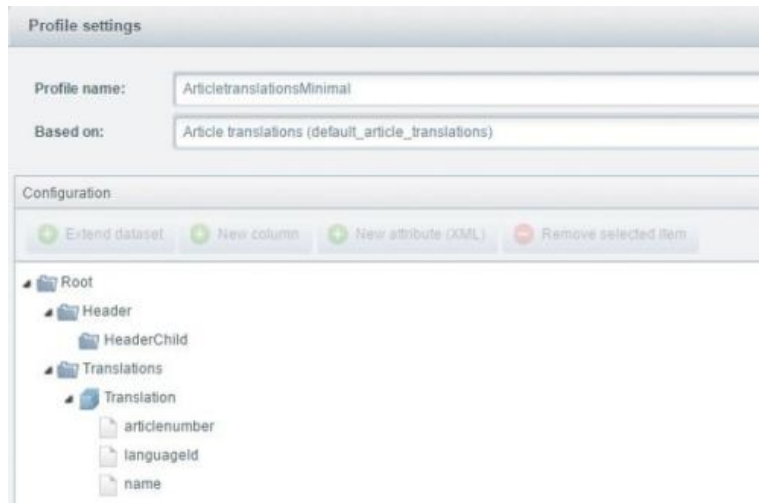 Profile settings
Profile name: ArticletranslationsMinimal
Based on: Article translations (default_article_translations)
Configuration
Extend dataset New column New attribute (XML) Remove selected item
Root
Header
HeaderChild
Translations
Translation
articlenumber
languageId
name